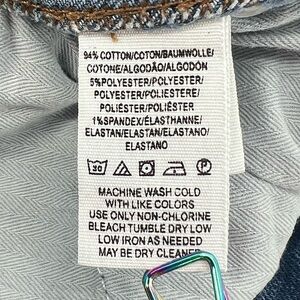 94% COTTON/COTON/BAUMWOLLE/
COTONE/ALGODÃO/ALGODÓN
5%POLYESTER/POLYESTER/
POLYESTER/POLIESTERE/
POLIÉSTER/POLIÉSTER
1%SPANDEX/ÉLASTHANNE/
ELASTAN/ELASTAN/ELASTANO/
ELASTANO
30 P
MACHINE WASH COLD
WITH LIKE COLORS
USE ONLY NON-CHLORINE
BLEACH TUMBLE DRY LOW
LOW IRON AS NEEDED
MAY BE DRY CLEANED